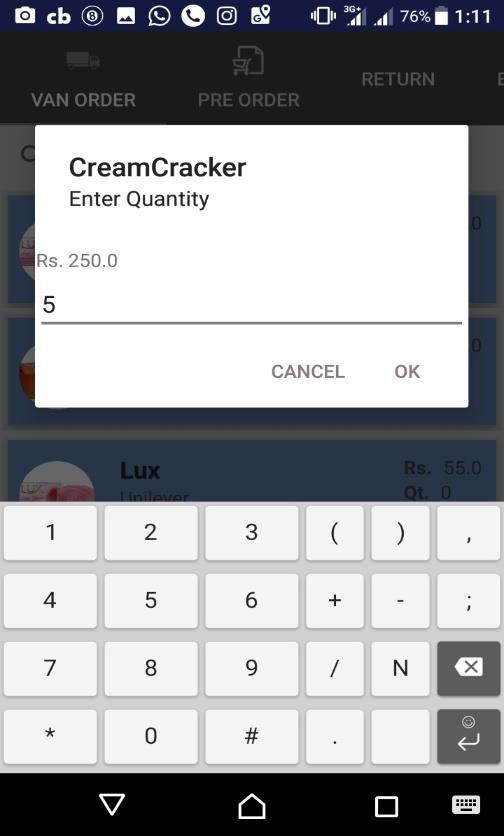 cb 3G+ 76% 1:11
VAN ORDER PRE ORDER RETURN
CreamCracker
Enter Quantity
Rs. 250.0
5
CANCEL OK
0
0
Lux Rs. 55.0
Unilever Qt. 0
1 2 3 ( ) ,
4 5 6 + - ;
7 8 9 / N
* 0 # .